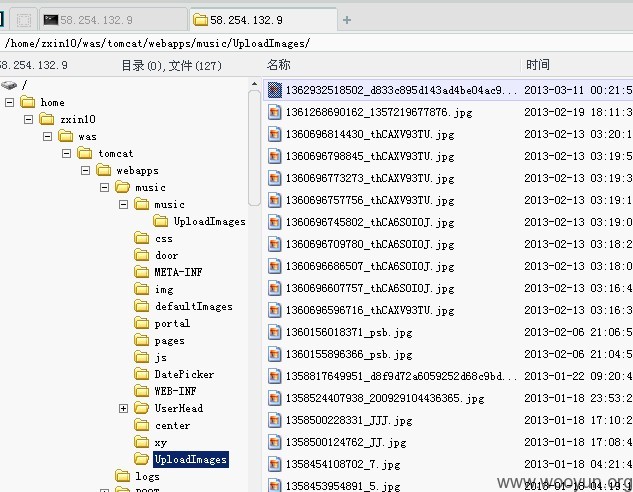 58.254.132.9
58.254.132.9
/home/zxin10/was/tomcat/webapps/music/UploadImages/
58.254.132.9
目录(0),文件(127)
名称
时间
/
home
zxin10
was
tomcat
webapps
music
music
UploadImages
css
door
META-INF
img
defaultImages
portal
pages
js
DatePicker
WEB-INF
UserHead
center
xy
UploadImages
logs
ROOT
1362932518502_d833c895d143ad4be04ac9... 2013-03-11 00:21:5
1361268690162_1357219677876.jpg 2013-02-19 18:11:3
1360696814430_thCAXV93TU.jpg 2013-02-13 03:20:1
1360696798845_thCAXV93TU.jpg 2013-02-13 03:19:5
1360696773273_thCAXV93TU.jpg 2013-02-13 03:19:3
1360696757756_thCAXV93TU.jpg 2013-02-13 03:19:1
1360696745802_thCA6SOIOJ.jpg 2013-02-13 03:19:0
1360696709780_thCA6SOIOJ.jpg 2013-02-13 03:18:2
1360696686507_thCA6SOIOJ.jpg 2013-02-13 03:18:0
1360696607757_thCA6SOIOJ.jpg 2013-02-13 03:16:4
1360696596716_thCAXV93TU.jpg 2013-02-13 03:16:3
1360156018371_psb.jpg 2013-02-06 21:06:5
1360155896366_psb.jpg 2013-02-06 21:04:5
1358817649951_d8f9d72a6059252d68c9bd... 2013-01-22 09:20:4
1358524407938_200929104436365.jpg 2013-01-18 23:53:2
1358500228331_JJJ.jpg 2013-01-18 17:10:2
1358500124762_JJ.jpg 2013-01-18 17:08:4
1358454108702_7.jpg 2013-01-18 04:21:4
1358453954891_5.jpg 2013-01-18 04:19:1
www.wooyun.org